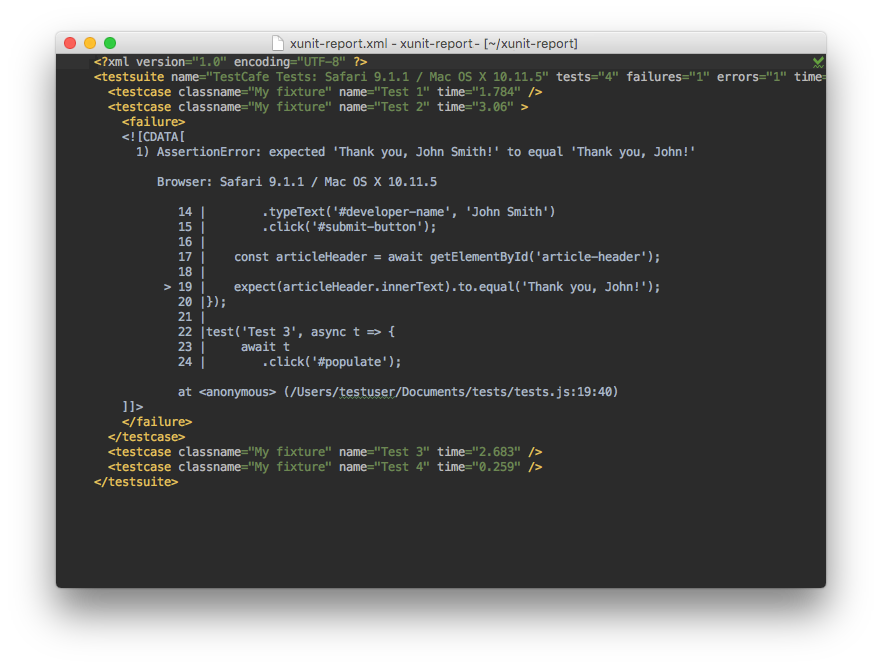 xunit-report.xml - xunit-report- [~/xunit-report]
<?xml version="1.0" encoding="UTF-8" ?>
<testsuite name="TestCafe Tests: Safari 9.1.1 / Mac OS X 10.11.5" tests="4" failures="1" errors="1" time=
<testcase classname="My fixture" name="Test 1" time="1.784" />
<testcase classname="My fixture" name="Test 2" time="3.06" >
<failure>
<![CDATA[
1) AssertionError: expected 'Thank you, John Smith!' to equal 'Thank you, John!'
Browser: Safari 9.1.1 / Mac OS X 10.11.5
14 |        .typeText('#developer-name', 'John Smith')
15 |        .click('#submit-button');
16 |
17 |    const articleHeader = await getElementById('article-header');
18 |
> 19 |    expect(articleHeader.innerText).to.equal('Thank you, John!');
20 |});
21 |
22 |test('Test 3', async t => {
23 |     await t
24 |        .click('#populate');
at <anonymous> (/Users/testuser/Documents/tests/tests.js:19:40)
]]>
</failure>
</testcase>
<testcase classname="My fixture" name="Test 3" time="2.683" />
<testcase classname="My fixture" name="Test 4" time="0.259" />
</testsuite>